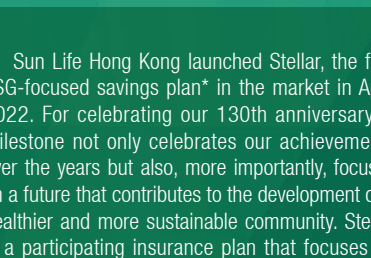 Sun Life Hong Kong launched Stellar, the f
SG-focused savings plan* in the market in A
022. For celebrating our 130th anniversary
ilestone not only celebrates our achieveme
ver the years but also, more importantly, focus
n a future that contributes to the development o
ealthier and more sustainable community. Ste
a participating insurance plan that focuses